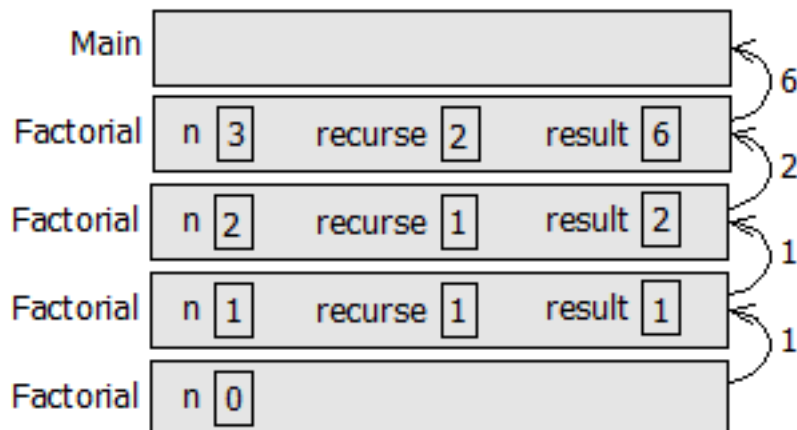 Main
6
Factorial n 3 recurse 2 result 6
2
Factorial n 2 recurse 1 result 2
1
Factorial n 1 recurse 1 result 1
1
Factorial n 0